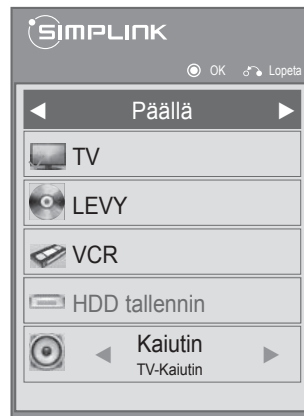 SIMPLINK
OK Lopeta
Päällä
TV
LEVY
VCR
HDD tallennin
Kaiutin
TV-Kaiutin